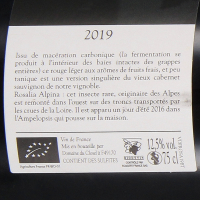 2019
Issu de macération carbonique (la fermentation se
produit à l'intérieur des baies intactes des grappes
entières) ce rouge léger aux arômes de fruits frais, et peu
tanique est une version singulière du vieux cabernet
sauvignon de notre vignoble.
Rosalia Alpina : cet insecte rare, originaire des Alpes
est remonté dans l'ouest sur des troncs transportés par
les crues de la Loire. Il est apparu un jour d'été 2016 dans
l'Ampelopsis qui pousse sur la maison.
Vin de France
Mis en bouteille par
CONTIENT DES SULFITES
12,5% vol.
75 cl